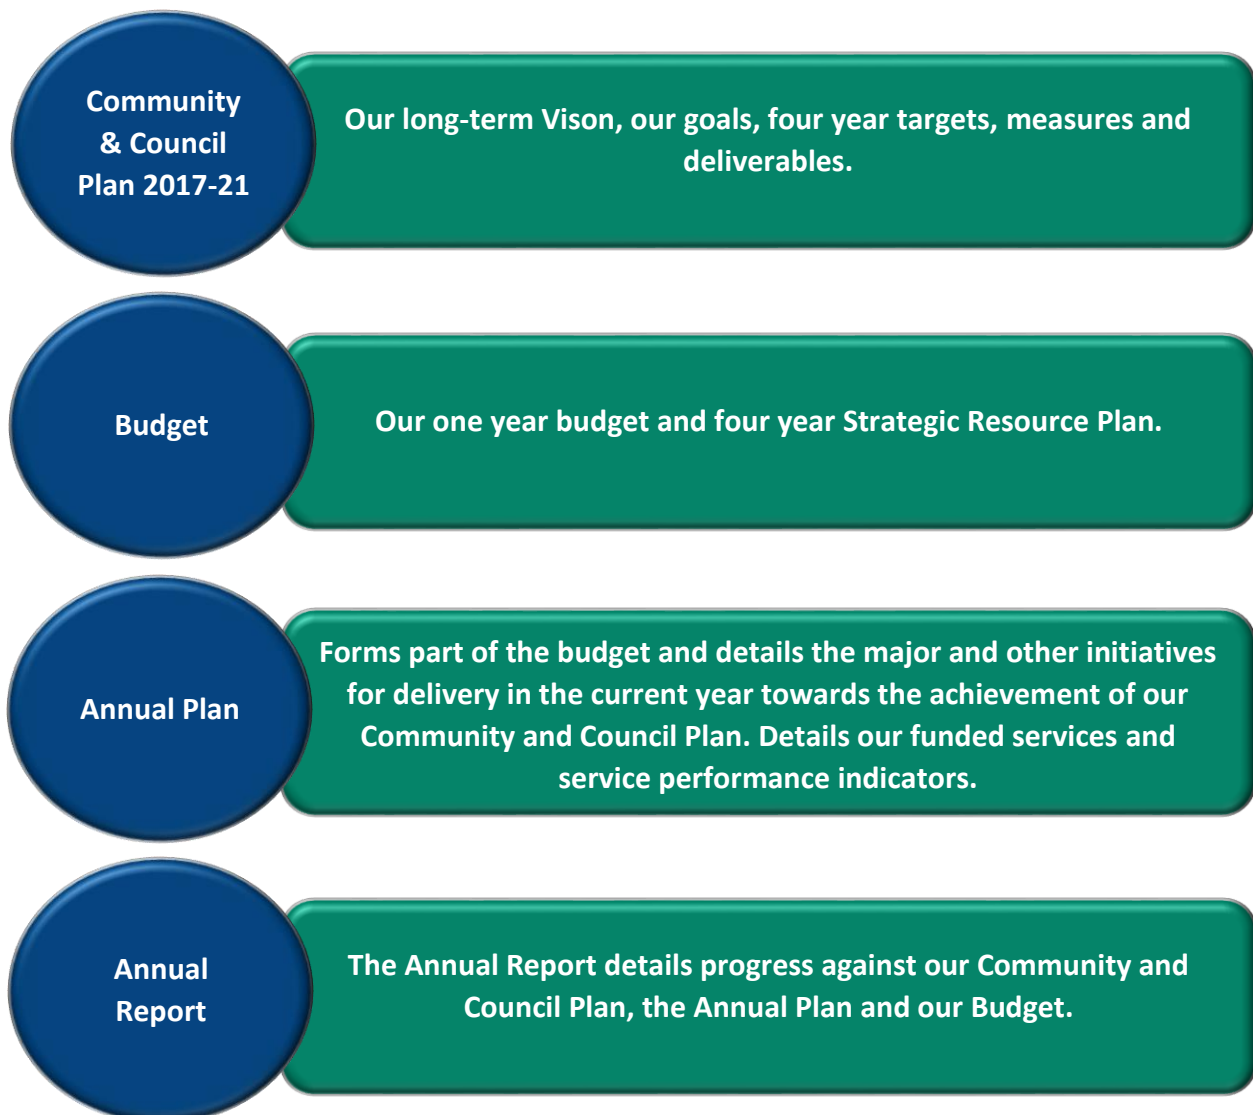 Community
& Council
Plan 2017-21
Our long-term Vison, our goals, four year targets, measures and
deliverables.
Budget
Our one year budget and four year Strategic Resource Plan.
Annual Plan
Forms part of the budget and details the major and other initiatives
for delivery in the current year towards the achievement of our
Community and Council Plan. Details our funded services and
service performance indicators.
Annual
Report
The Annual Report details progress against our Community and
Council Plan, the Annual Plan and our Budget.